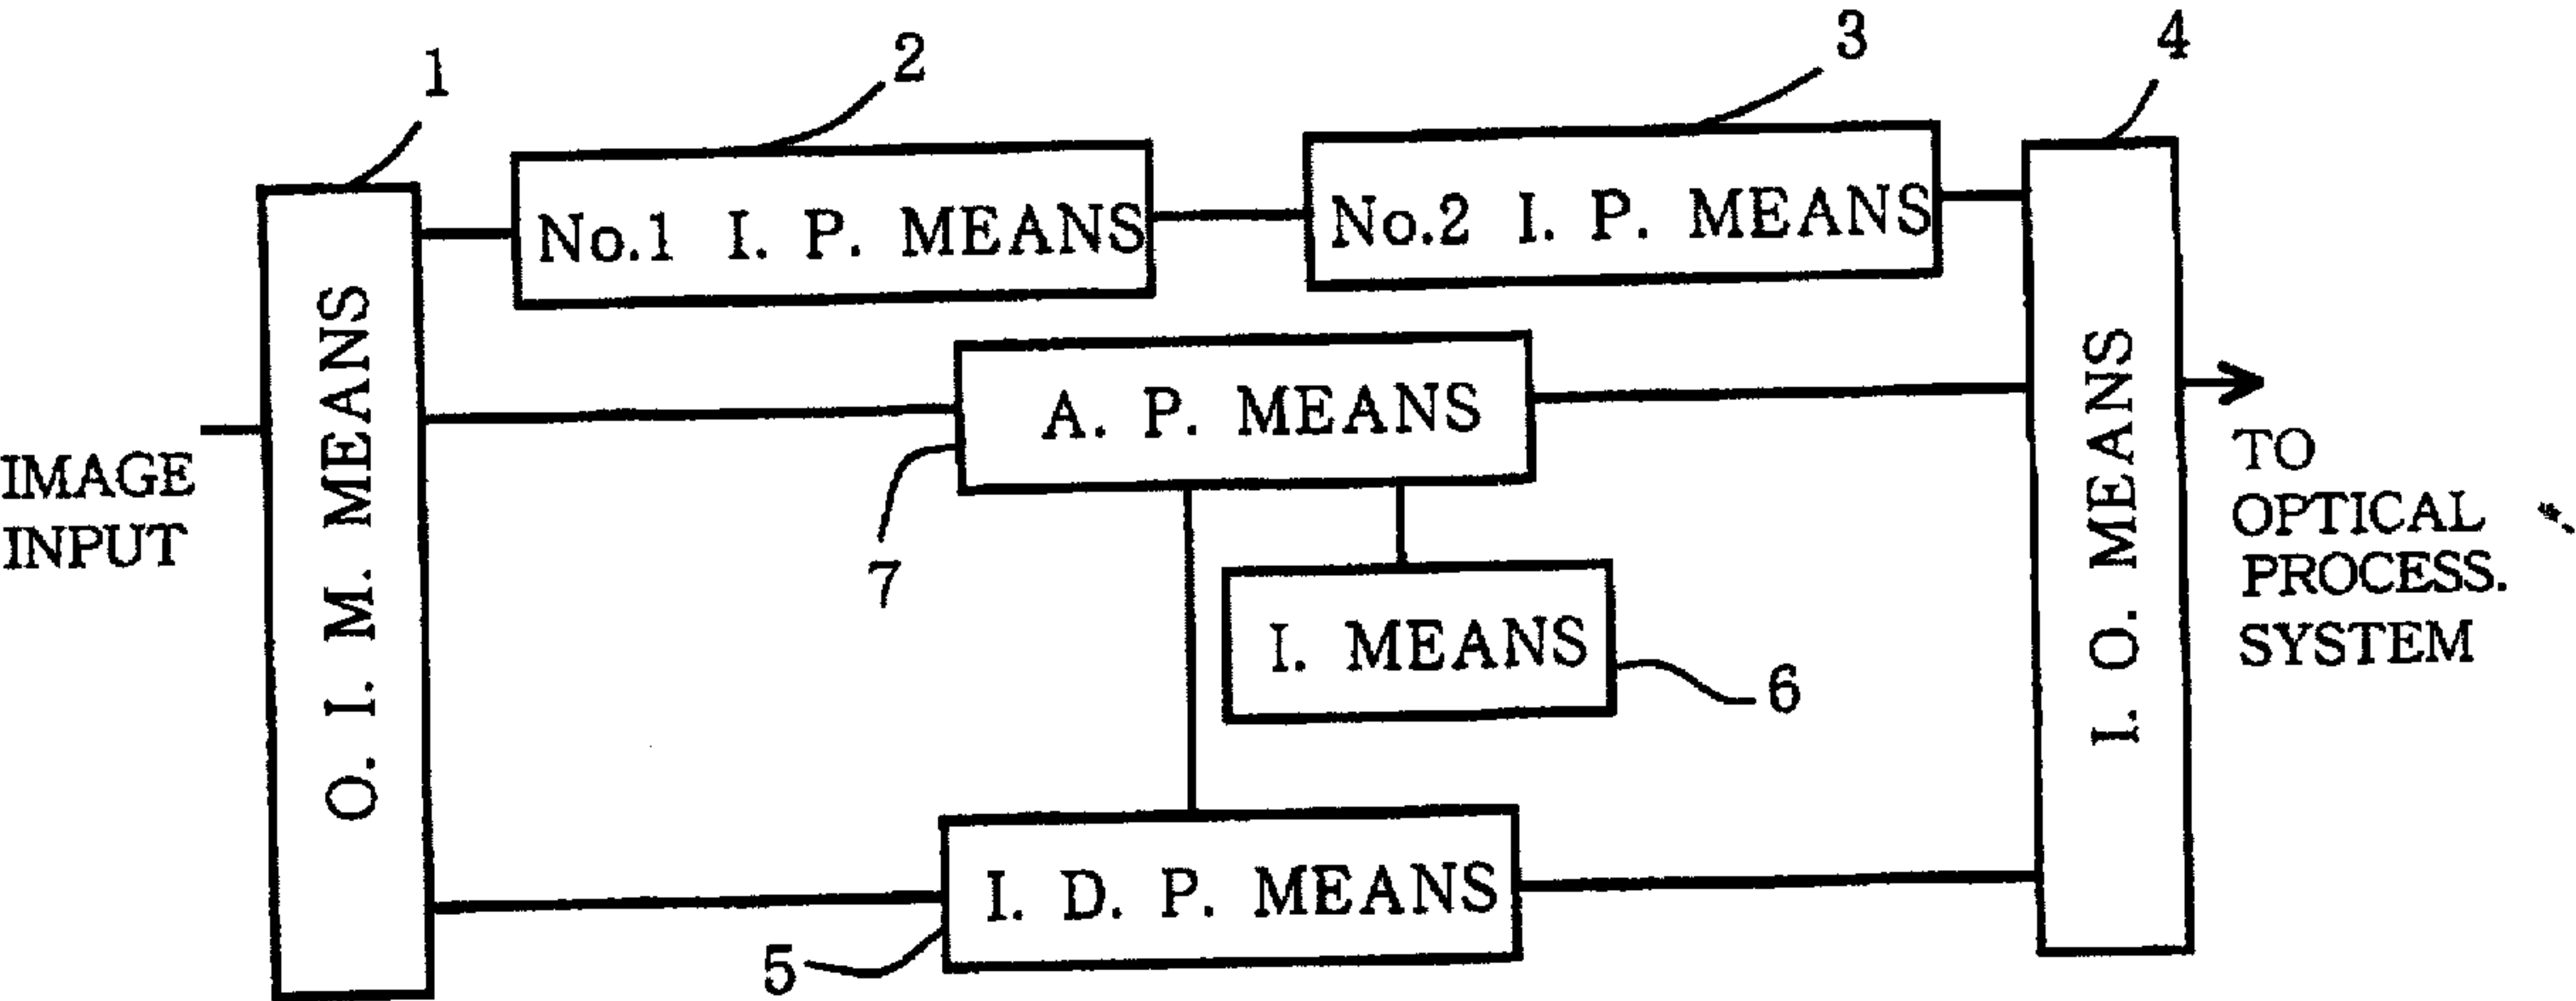 1
2
3
4
No.1 I. P. MEANS
No.2 I. P. MEANS
O. I. M. MEANS
A. P. MEANS
I. O. MEANS
IMAGE
INPUT
TO
OPTICAL
PROCESS.
SYSTEM
7
I. MEANS
6
I. D. P. MEANS
5